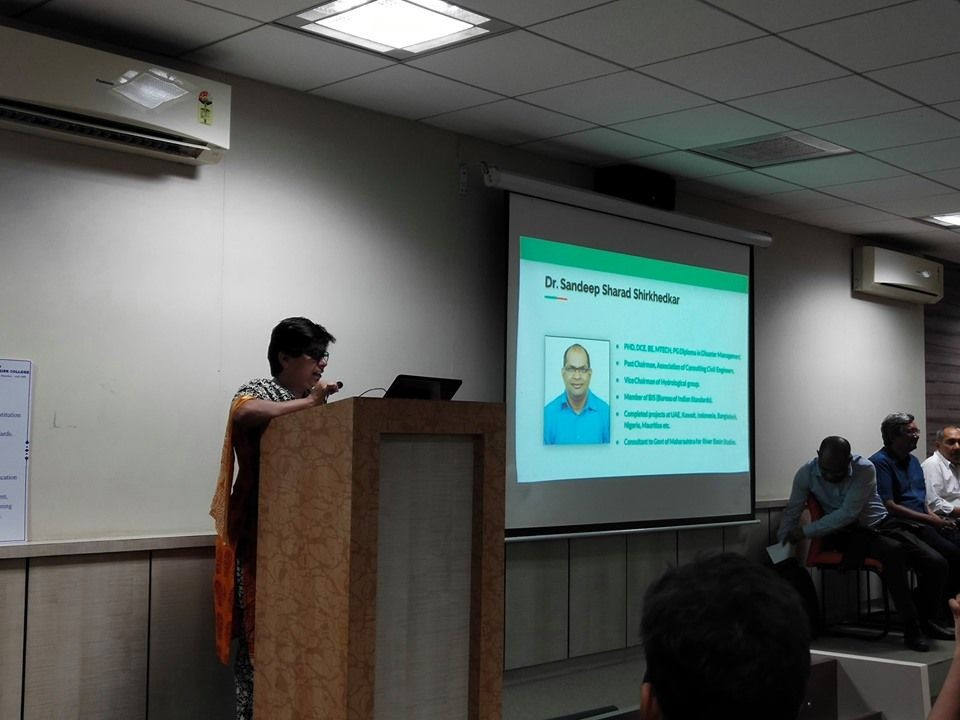 Dr. Sandeep Sharad Shirkhedkar
PHD, DCE, BE, MTECH, PG Diploma in Disaster Management
Past Chairman, Association of Consulting Civil Engineers,
Vice Chairman of Hydrological group.
Member of BIS (Bureau of Indian Standards).
Completed projects at UAE, Kuwait, Indonesia, Bangladesh,
Nigeria, Mauritius etc.
Consultant to Govt of Maharashtra for River Basin Studies.
COLLEGE